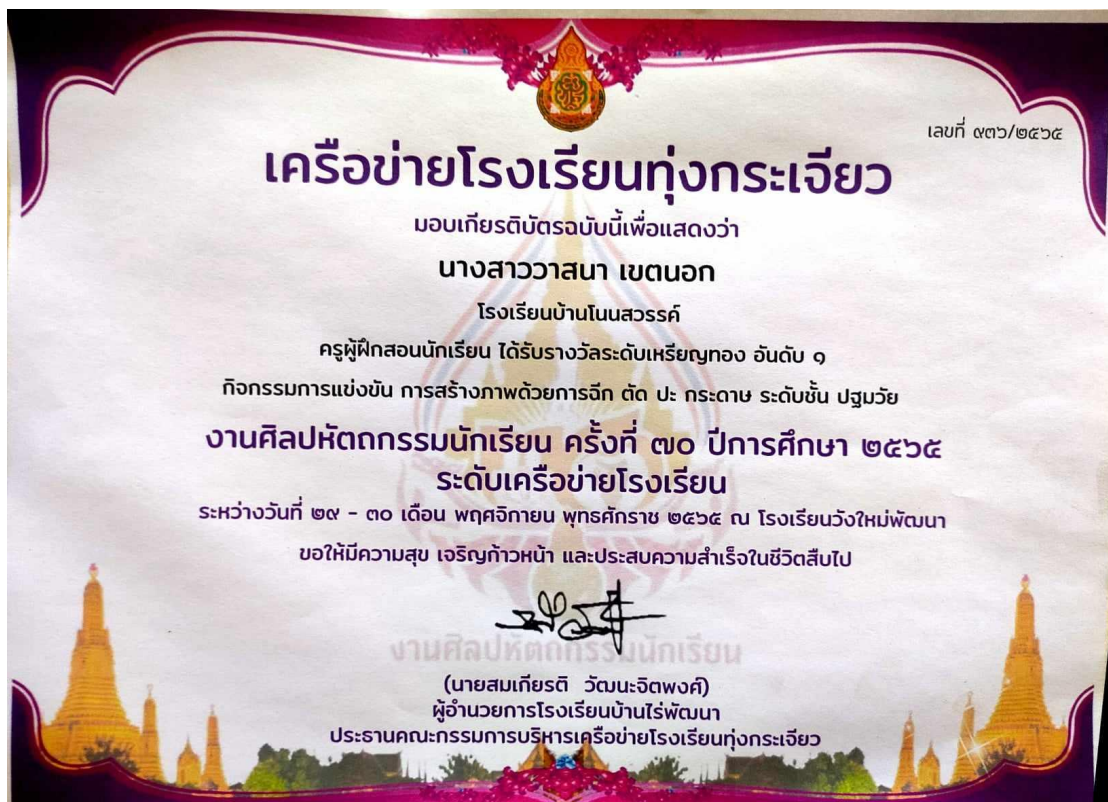 เลขที่ ๙๓๖/๒๕๖๕
เครือข่ายโรงเรียนทุ่งกระเจียว
มอบเกียรติบัตรฉบับนี้เพื่อแสดงว่า
นางสาววาสนา เขตนอก
โรงเรียนบ้านโนนสวรรค์
ครูผู้ฝึกสอนนักเรียน ได้รับรางวัลระดับเหรียญทอง อันดับ ๑
กิจกรรมการแข่งขัน การสร้างภาพด้วยการฉีก ตัด ปะ กระดาษ ระดับชั้น ปฐมวัย
งานศิลปหัตถกรรมนักเรียน ครั้งที่ ๗๐ ปีการศึกษา ๒๕๖๕
ระดับเครือข่ายโรงเรียน
ระหว่างวันที่ ๒๙ - ๓๐ เดือน พฤศจิกายน พุทธศักราช ๒๕๖๕ ณ โรงเรียนวังใหม่พัฒนา
ขอให้มีความสุข เจริญก้าวหน้า และประสบความสำเร็จในชีวิตสืบไป
งานศิลปหัตถกรรมนักเรียน
(นายสมเกียรติ วัฒนะจิตพงศ์)
ผู้อำนวยการโรงเรียนบ้านไร่พัฒนา
ประธานคณะกรรมการบริหารเครือข่ายโรงเรียนทุ่งกระเจียว